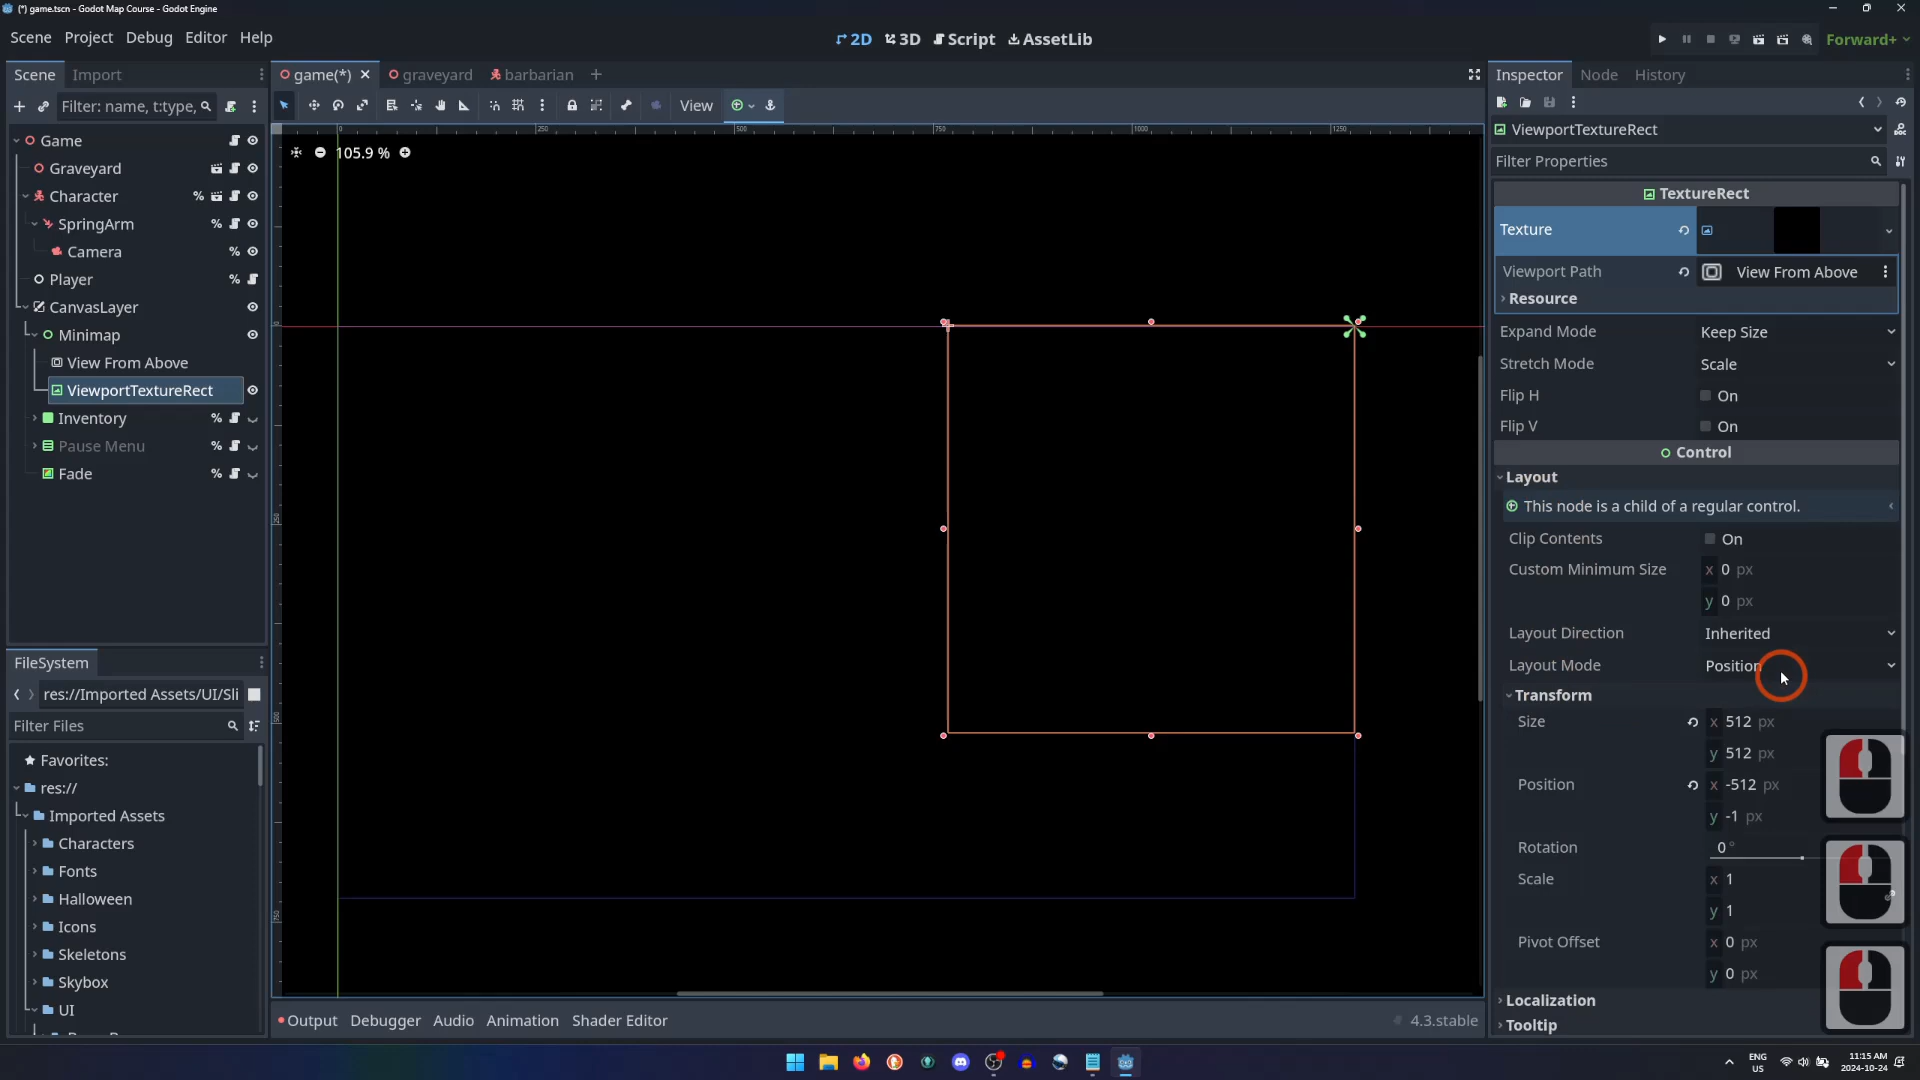 (*) game.tscn - Godot Map Course - Godot Engine
Scene Project Debug Editor Help
2D 3D Script AssetLib
Forward+
Scene Import
game(*) graveyard barbarian
Inspector Node History
Filter: name, t:type,
View
105.9 %
0 250 500 750 1000 1250
Game
Graveyard
Character
SpringArm
Camera
Player
CanvasLayer
Minimap
View From Above
ViewportTextureRect
Inventory
Pause Menu
Fade
FileSystem
res://Imported Assets/UI/Sli
Filter Files
Favorites:
res://
Imported Assets
Characters
Fonts
Halloween
Icons
Skeletons
Skybox
UI
Output Debugger Audio Animation Shader Editor
4.3.stable
ViewportTextureRect
Filter Properties
TextureRect
Texture
Viewport Path View From Above
Resource
Expand Mode Keep Size
Stretch Mode Scale
Flip H On
Flip V On
Control
Layout
This node is a child of a regular control.
Clip Contents On
Custom Minimum Size x 0 px
y 0 px
Layout Direction Inherited
Layout Mode Position
Transform
Size x 512 px
y 512 px
Position x -512 px
y -1 px
Rotation 0 °
Scale x 1
y 1
Pivot Offset x 0 px
y 0 px
Localization
Tooltip
ENG
US
11:15 AM
2024-10-24